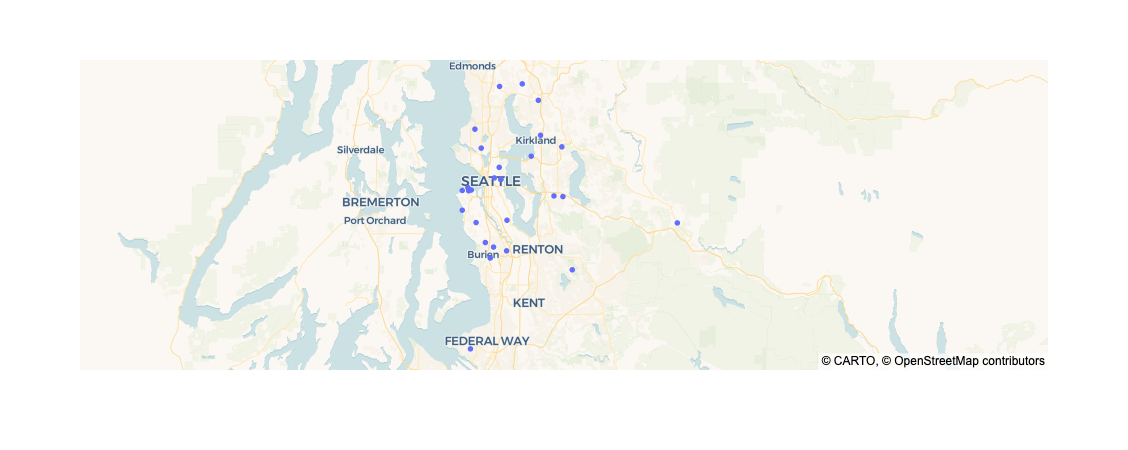 Edmonds
Kirkland
Silverdale
SEATTLE
BREMERTON
Port Orchard
RENTON
Burien
KENT
FEDERAL WAY
© CARTO, © OpenStreetMap contributors